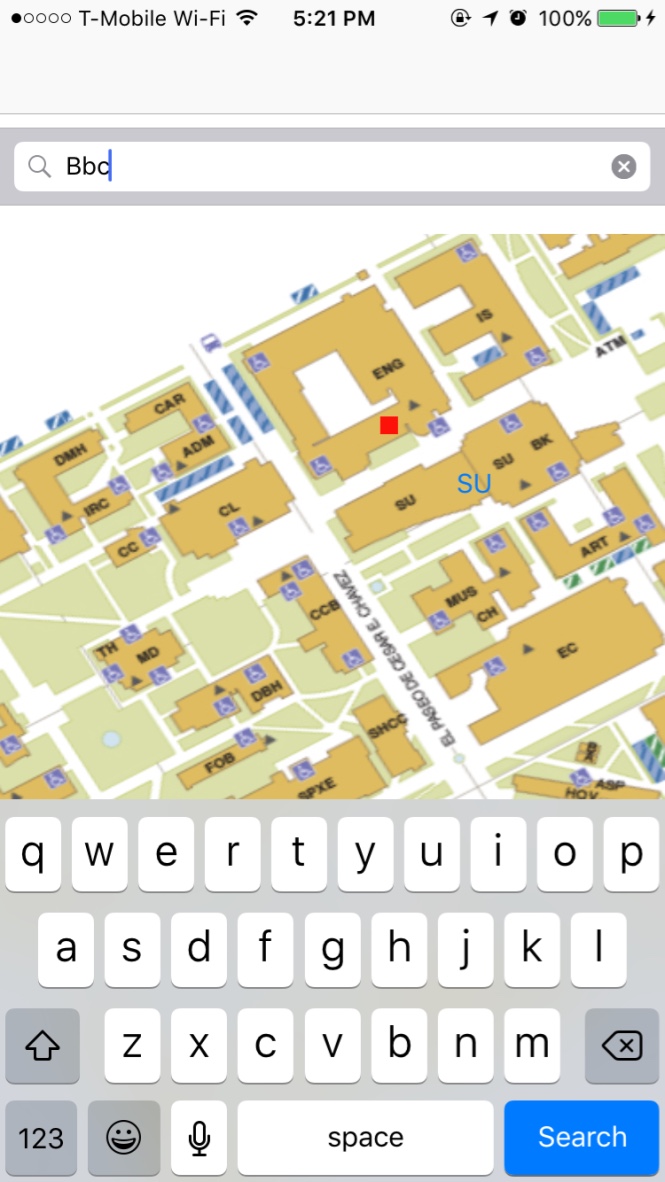 T-Mobile Wi-Fi 5:21 PM 100%
Bbc
IS
ENG
ATM
CAR
DMH
ADM
BK
SU
SU
SU
IRC
CL
CC
ART
MUS
CH
CCB
EL PASEO DE CESAR E. CHAVEZ
TH
MD
EC
DBH
SHCC
FOB
SPXE
HOV
ASP
q w e r t y u i o p
a s d f g h j k l
z x c v b n m
123 space Search